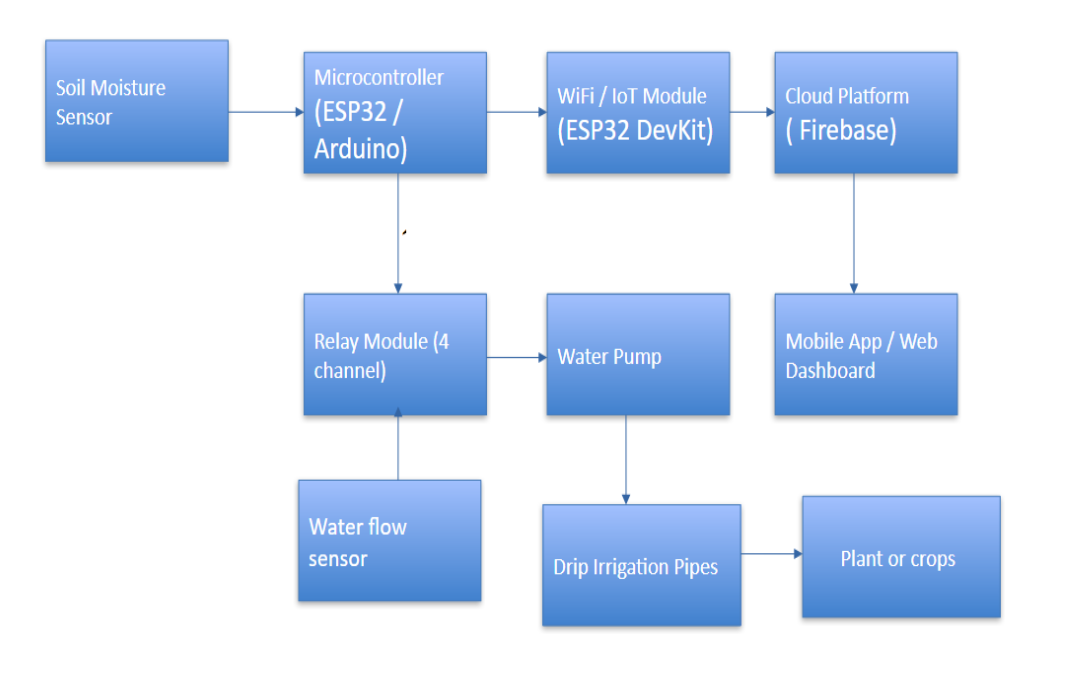 Soil Moisture
Sensor
Microcontroller
(ESP32 /
Arduino)
WiFi / IoT Module
(ESP32 DevKit)
Cloud Platform
( Firebase)
Relay Module (4
channel)
Water Pump
Mobile App / Web
Dashboard
Water flow
sensor
Drip Irrigation Pipes
Plant or crops